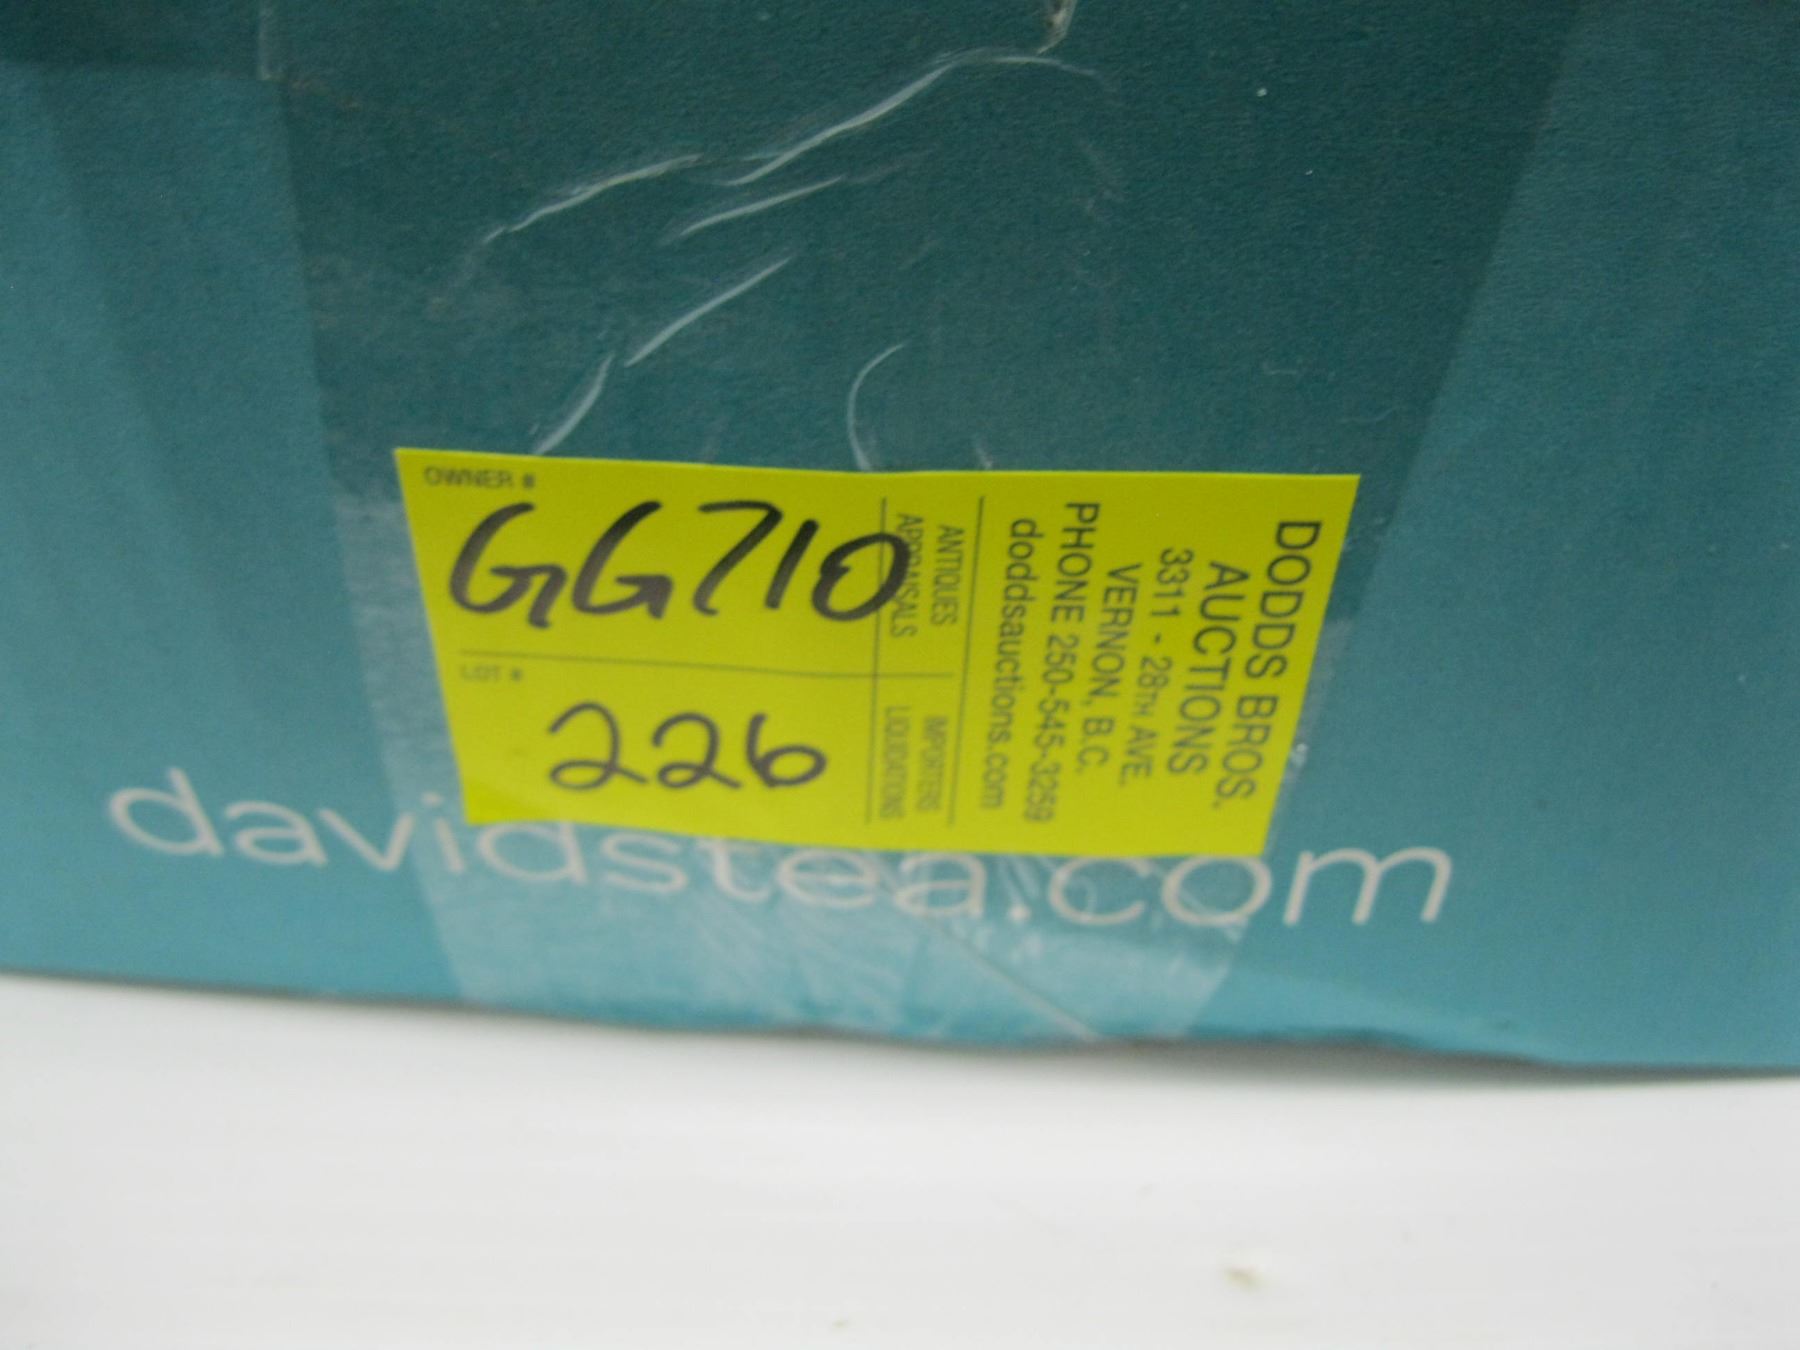 OWNER #
GG710
LOT #
226
ANTIQUES
APPRAISALS
IMPORTERS
LIQUIDATIONS
DODDS BROS.
AUCTIONS
3311 - 28TH AVE.
VERNON, B.C.
PHONE 250-545-3259
doddsauctions.com
davidstea.com